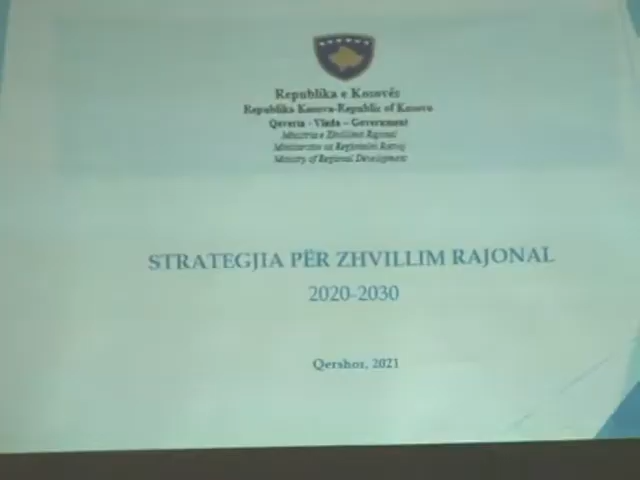 Republika e Kosovës
Republika Kosova-Republic of Kosovo
Qeveria - Vlada - Government
Ministria e Zhvillimit Rajonal
Ministarstvo za Regionalni Razvoj
Ministry of Regional Development
STRATEGJIA PËR ZHVILLIM RAJONAL
2020-2030
Qershor, 2021